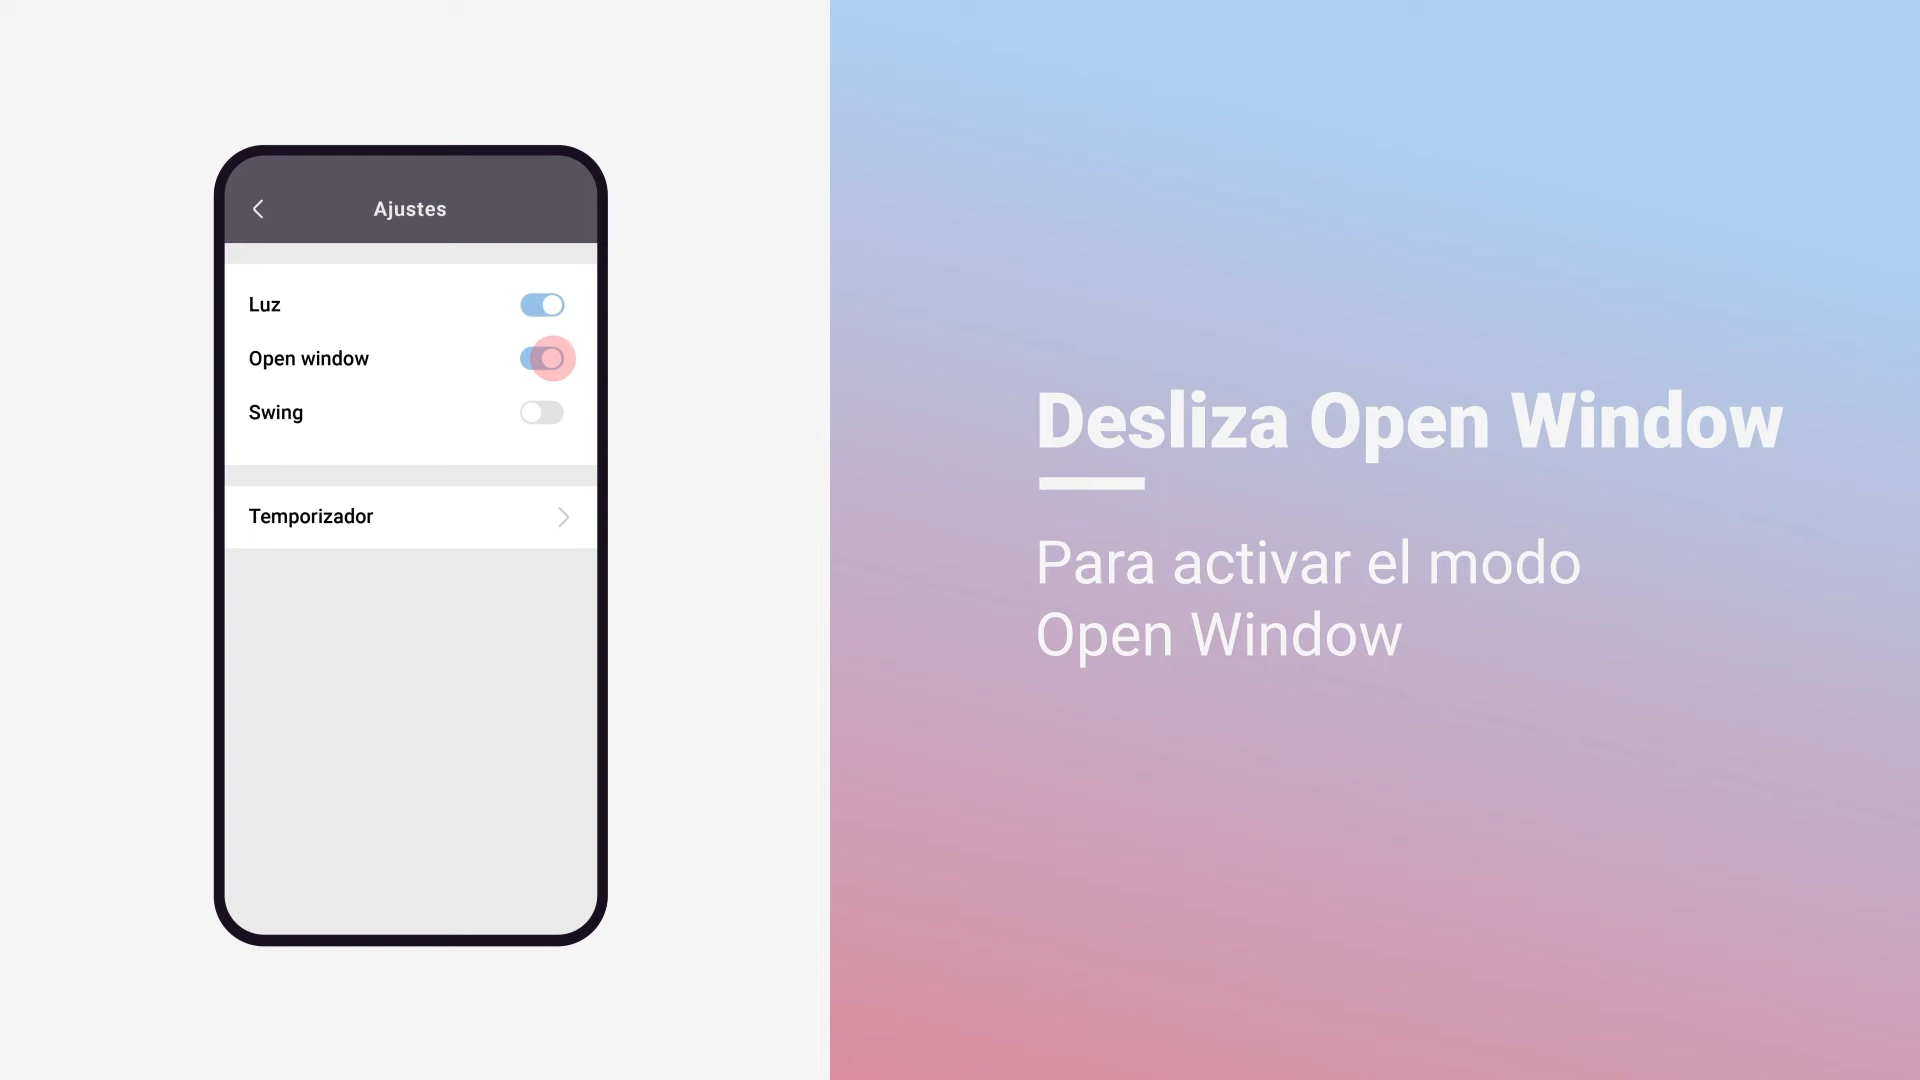 Ajustes
Luz
Open window
Swing
Temporizador
Desliza Open Window
Para activar el modo
Open Window